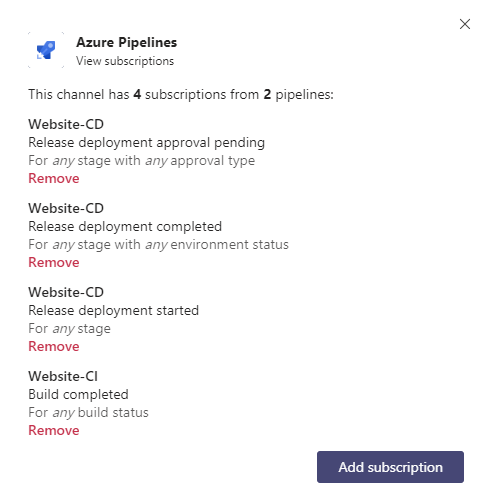 Azure Pipelines
View subscriptions
This channel has 4 subscriptions from 2 pipelines:
Website-CD
Release deployment approval pending
For any stage with any approval type
Remove
Website-CD
Release deployment completed
For any stage with any environment status
Remove
Website-CD
Release deployment started
For any stage
Remove
Website-CI
Build completed
For any build status
Remove
Add subscription